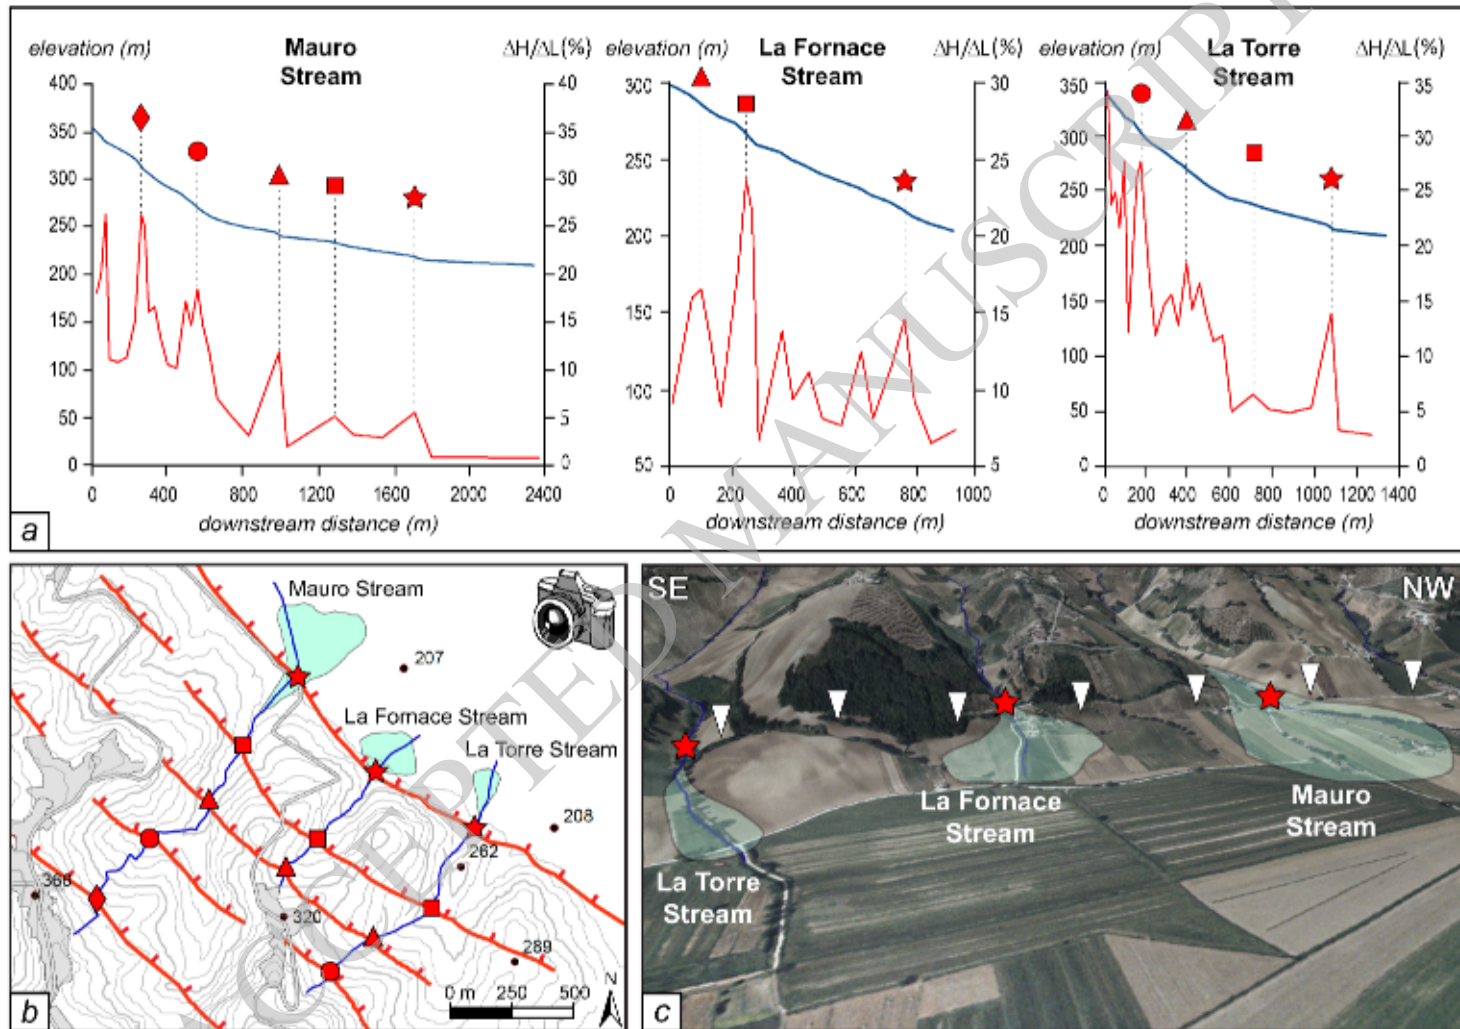 elevation (m)
Mauro
Stream
ΔH/ΔL(%)
400
350
300
250
200
150
100
50
0
40
35
30
25
20
15
10
5
0
0
400
800
1200
1600
2000
2400
downstream distance (m)
elevation (m)
La Fornace
Stream
ΔH/ΔL(%)
300
250
200
150
100
50
30
25
20
15
10
5
0
200
400
600
800
1000
downstream distance (m)
elevation (m)
La Torre
Stream
ΔH/ΔL(%)
350
300
250
200
150
100
50
0
35
30
25
20
15
10
5
0
0
200
400
600
800
1000
1200
1400
downstream distance (m)
a
Mauro Stream
207
La Fornace Stream
La Torre Stream
208
262
366
320
289
0 m 250 500
N
b
SE
NW
La Fornace
Stream
Mauro
Stream
La Torre
Stream
c
ACCEPTED MANUSCRIPT